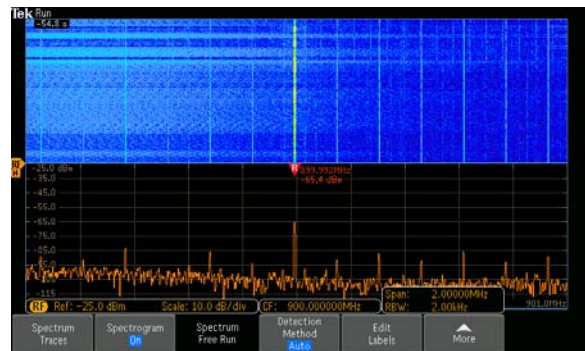 Tek Run
-54.8 s
R 899.992MHz
-65.4 dBm
-25.0 dBm
-35.0
-45.0
-55.0
-65.0
-75.0
-85.0
-115
RF Ref: -25.0 dBm Scale: 10.0 dB/div CF: 900.000000MHz Span: 2.00000MHz
RBW: 2.00kHz
901.0MHz
Spectrum Traces
Spectrogram On
Spectrum Free Run
Detection Method Auto
Edit Labels
More